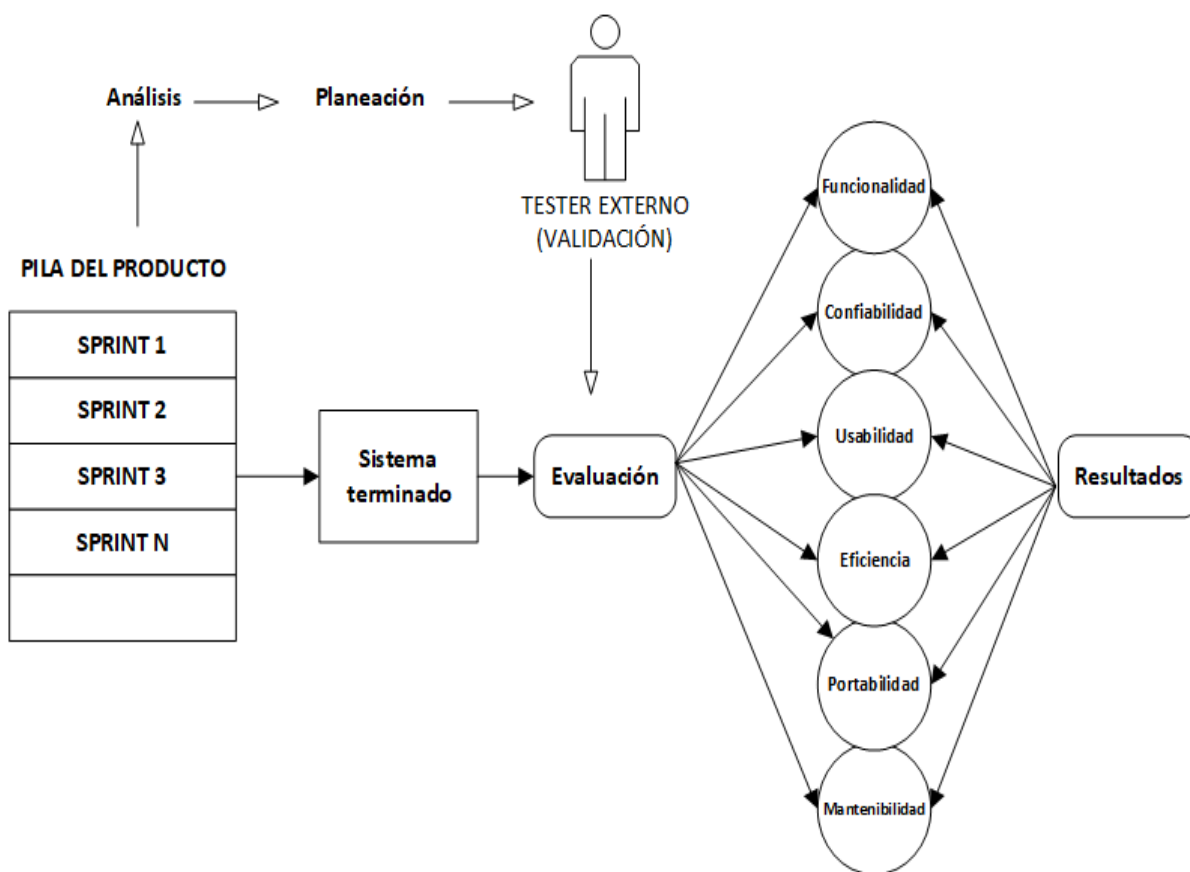 Análisis
Planeación
TESTER EXTERNO
(VALIDACIÓN)
PILA DEL PRODUCTO
SPRINT 1
SPRINT 2
SPRINT 3
SPRINT N
Sistema
terminado
Evaluación
Funcionalidad
Confiabilidad
Usabilidad
Eficiencia
Portabilidad
Mantenibilidad
Resultados